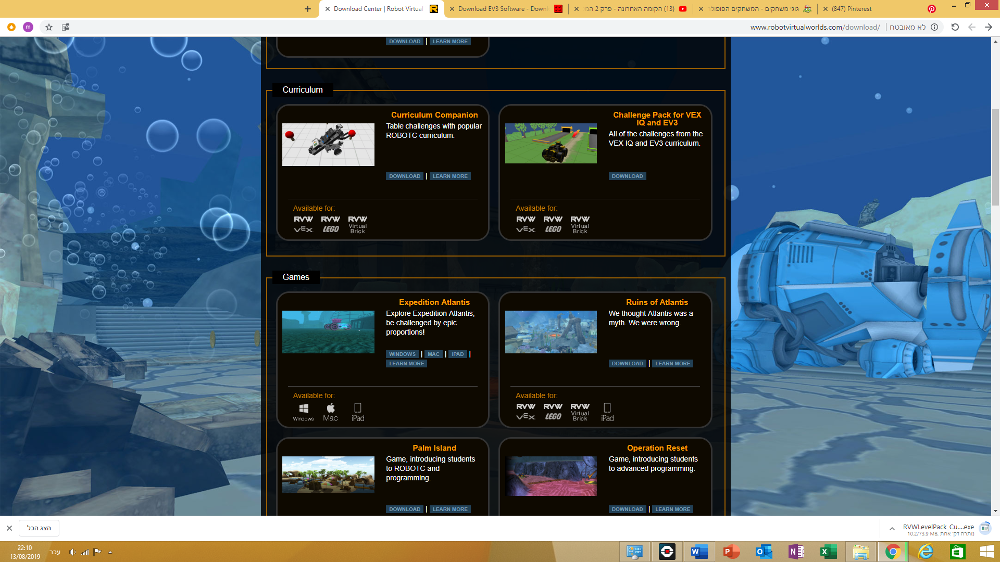 Download Center | Robot Virtual
Download EV3 Software - Downl
(13) הקומה האחרונה - פרק 2 המ
גוגי משחקים - המשחקים הפופולר
(847) Pinterest
m
www.robotvirtualworlds.com/download/
לא מאובטח
DOWNLOAD | LEARN MORE
Curriculum
Curriculum Companion
Table challenges with popular
ROBOTC curriculum.
DOWNLOAD | LEARN MORE
Available for:
RVW RVW RVW
VEX LEGO Virtual
Brick
Challenge Pack for VEX
IQ and EV3
All of the challenges from the
VEX IQ and EV3 curriculum.
DOWNLOAD
Available for:
RVW RVW RVW
VEX LEGO Virtual
Brick
Games
Expedition Atlantis
Explore Expedition Atlantis;
be challenged by epic
proportions!
WINDOWS | MAC | IPAD |
LEARN MORE
Available for:
Windows Mac iPad
Ruins of Atlantis
We thought Atlantis was a
myth. We were wrong.
DOWNLOAD | LEARN MORE
Available for:
RVW RVW RVW
VEX LEGO Virtual
Brick iPad
Palm Island
Game, introducing students
to ROBOTC and
programming.
DOWNLOAD | LEARN MORE
Operation Reset
Game, introducing students
to advanced programming.
DOWNLOAD | LEARN MORE
הצג הכל
RVWLevelPack_Cu....exe
10.2/73.9 MB, נותרה דק' אחת
22:10
13/08/2019
עבר